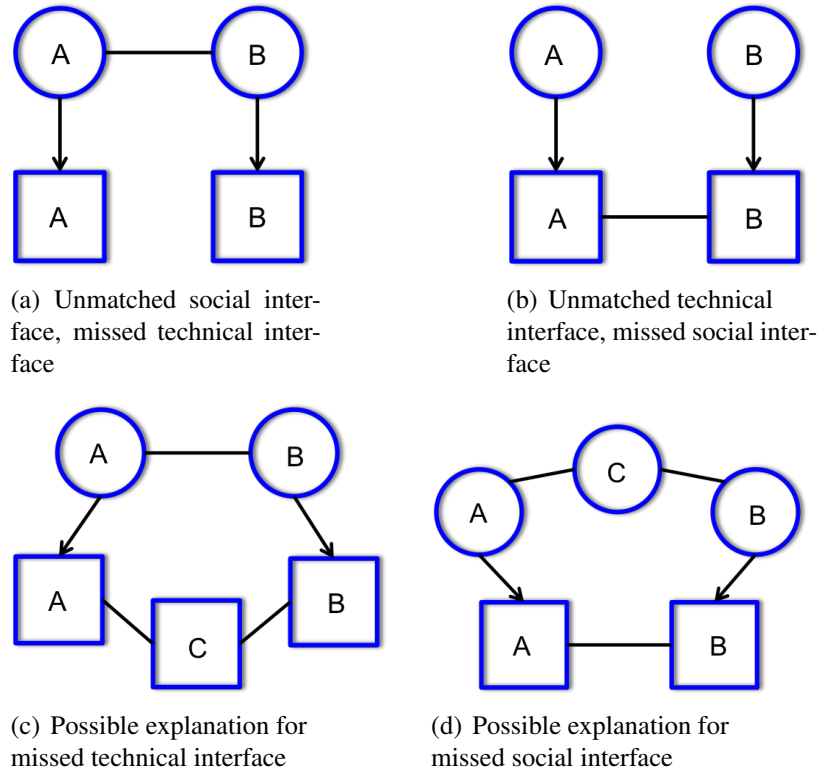 A B
A B
(a) Unmatched social inter-
face, missed technical inter-
face
A B
A B
(b) Unmatched technical
interface, missed social inter-
face
A B
A B
C
(c) Possible explanation for
missed technical interface
C
A B
A B
(d) Possible explanation for
missed social interface